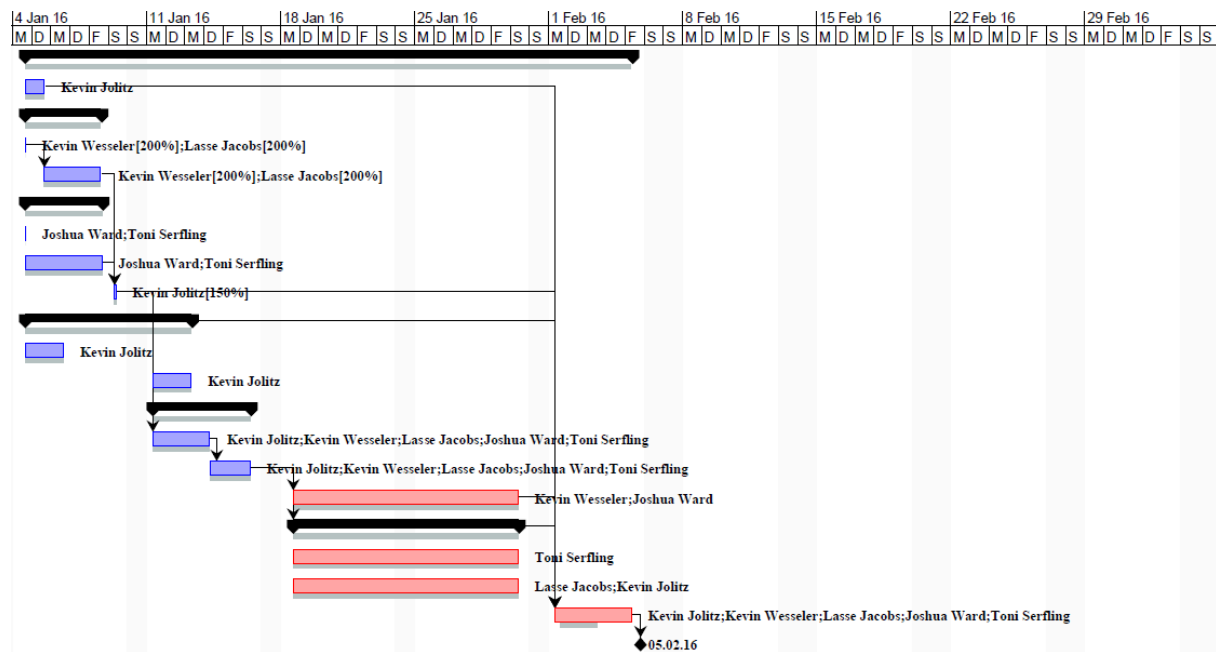 4 Jan 16 11 Jan 16 18 Jan 16 25 Jan 16 1 Feb 16 8 Feb 16 15 Feb 16 22 Feb 16 29 Feb 16
M D M D F S S M D M D F S S M D M D F S S M D M D F S S M D M D F S S M D M D F S S M D M D F S S M D M D F S S M D M D F S S
Kevin Jolitz
Kevin Wesseler[200%];Lasse Jacobs[200%]
Kevin Wesseler[200%];Lasse Jacobs[200%]
Joshua Ward;Toni Serfling
Joshua Ward;Toni Serfling
Kevin Jolitz[150%]
Kevin Jolitz
Kevin Jolitz
Kevin Jolitz;Kevin Wesseler;Lasse Jacobs;Joshua Ward;Toni Serfling
Kevin Jolitz;Kevin Wesseler;Lasse Jacobs;Joshua Ward;Toni Serfling
Kevin Wesseler;Joshua Ward
Toni Serfling
Lasse Jacobs;Kevin Jolitz
Kevin Jolitz;Kevin Wesseler;Lasse Jacobs;Joshua Ward;Toni Serfling
05.02.16